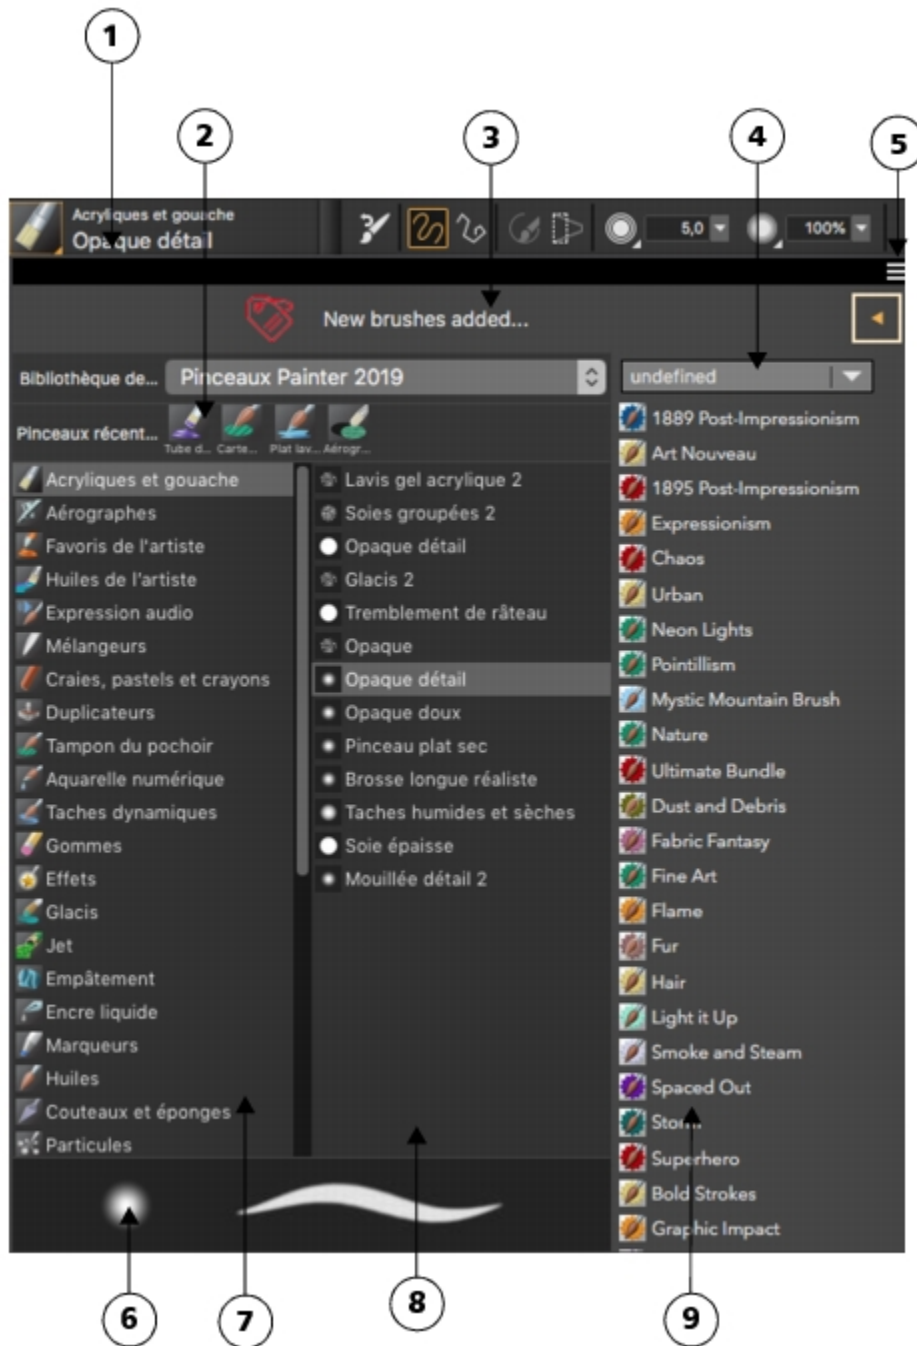 1
2
3
4
5
Acryliques et gouache
Opaque détail
5,0
100%
New brushes added...
Bibliothèque de...
Pinceaux Painter 2019
undefined
Pinceaux récent...
Tube d...
Carte...
Plat lav...
Aérogr...
Acryliques et gouache
Aérographes
Favoris de l'artiste
Huiles de l'artiste
Expression audio
Mélangeurs
Craies, pastels et crayons
Duplicateurs
Tampon du pochoir
Aquarelle numérique
Taches dynamiques
Gommes
Effets
Glacis
Jet
Empâtement
Encre liquide
Marqueurs
Huiles
Couteaux et éponges
Particules
Lavis gel acrylique 2
Soies groupées 2
Opaque détail
Glacis 2
Tremblement de râteau
Opaque
Opaque détail
Opaque doux
Pinceau plat sec
Brosse longue réaliste
Taches humides et sèches
Soie épaisse
Mouillée détail 2
1889 Post-Impressionism
Art Nouveau
1895 Post-Impressionism
Expressionism
Chaos
Urban
Neon Lights
Pointillism
Mystic Mountain Brush
Nature
Ultimate Bundle
Dust and Debris
Fabric Fantasy
Fine Art
Flame
Fur
Hair
Light it Up
Smoke and Steam
Spaced Out
Storm
Superhero
Bold Strokes
Graphic Impact
6
7
8
9